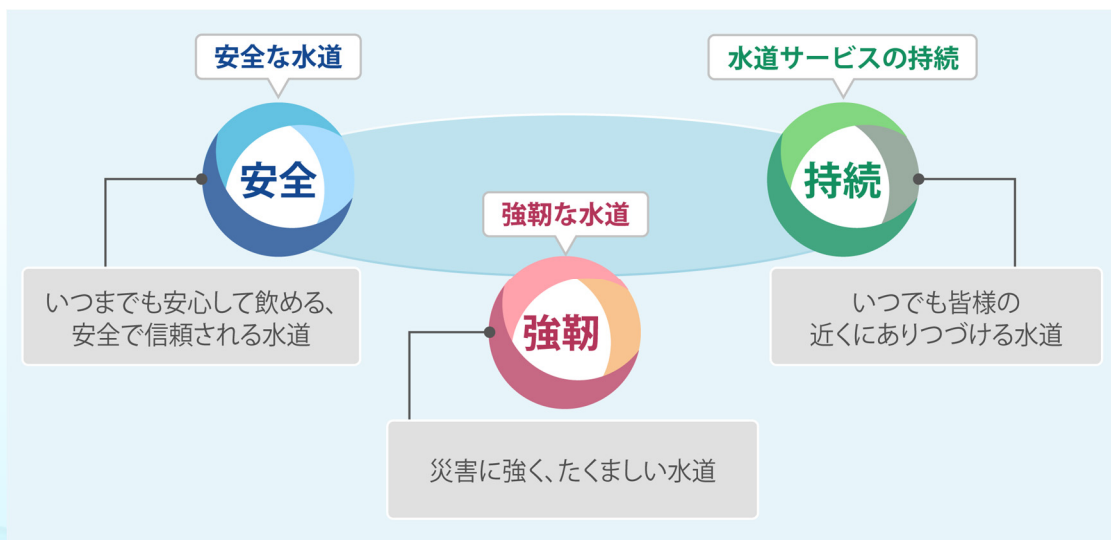 安全な水道
安全
いつまでも安心して飲める、
安全で信頼される水道
強靭な水道
強靭
災害に強く、たくましい水道
水道サービスの持続
持続
いつでも皆様の
近くにありつづける水道